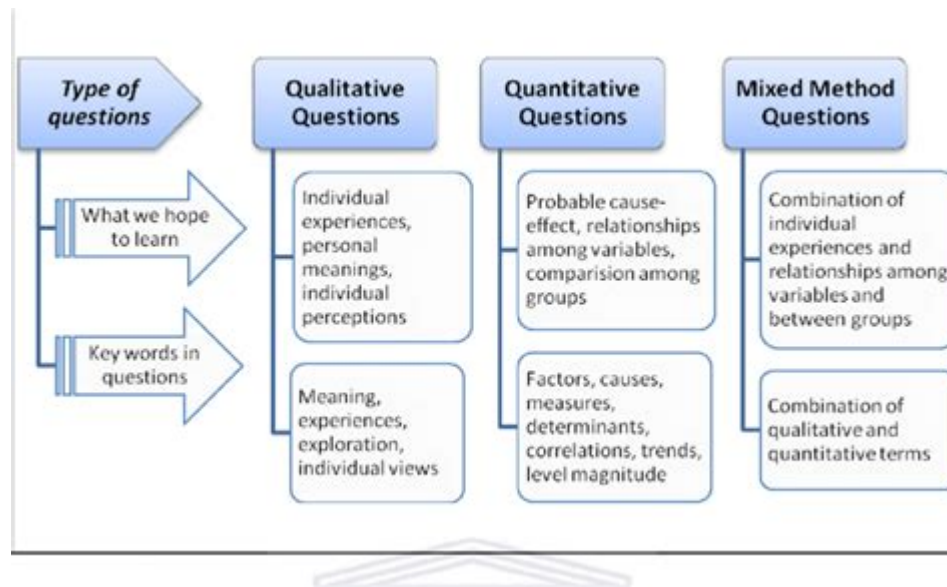 Type of
questions
Qualitative
Questions
Quantitative
Questions
Mixed Method
Questions
What we hope
to learn
Individual
experiences,
personal
meanings,
individual
perceptions
Probable cause-
effect, relationships
among variables,
comparision among
groups
Combination of
individual
experiences and
relationships among
variables and
between groups
Key words in
questions
Meaning,
experiences,
exploration,
individual views
Factors, causes,
measures,
determinants,
correlations, trends,
level magnitude
Combination of
qualitative and
quantitative terms